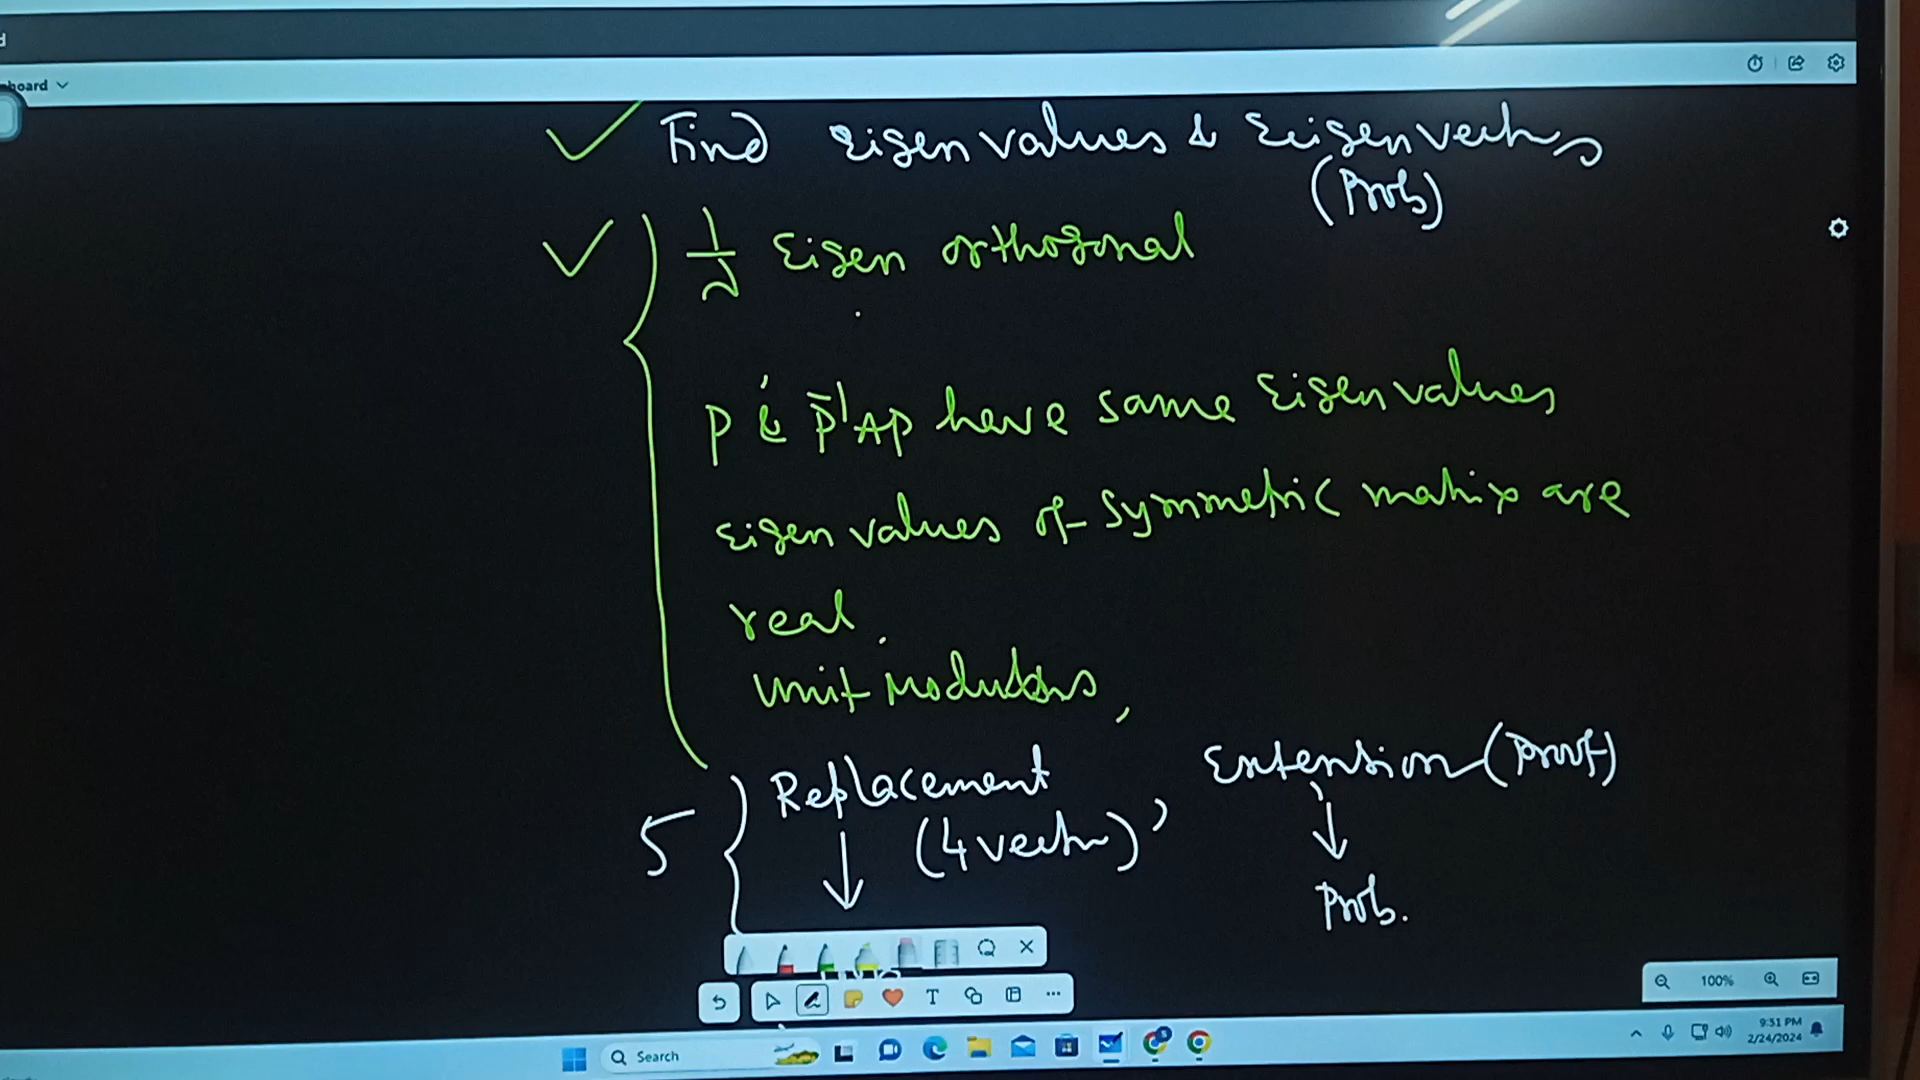 board
Find Eigen values & Eigen vectors
(Prob)
1/λ Eigen orthogonal
P & P⁻¹AP have same Eigen values
Eigen values of symmetric matrix are
real.
unit modulus,
5 Replacement (4 vector), Extension (Proof)
Prob.
100%
Search
9:31 PM
2/24/2024